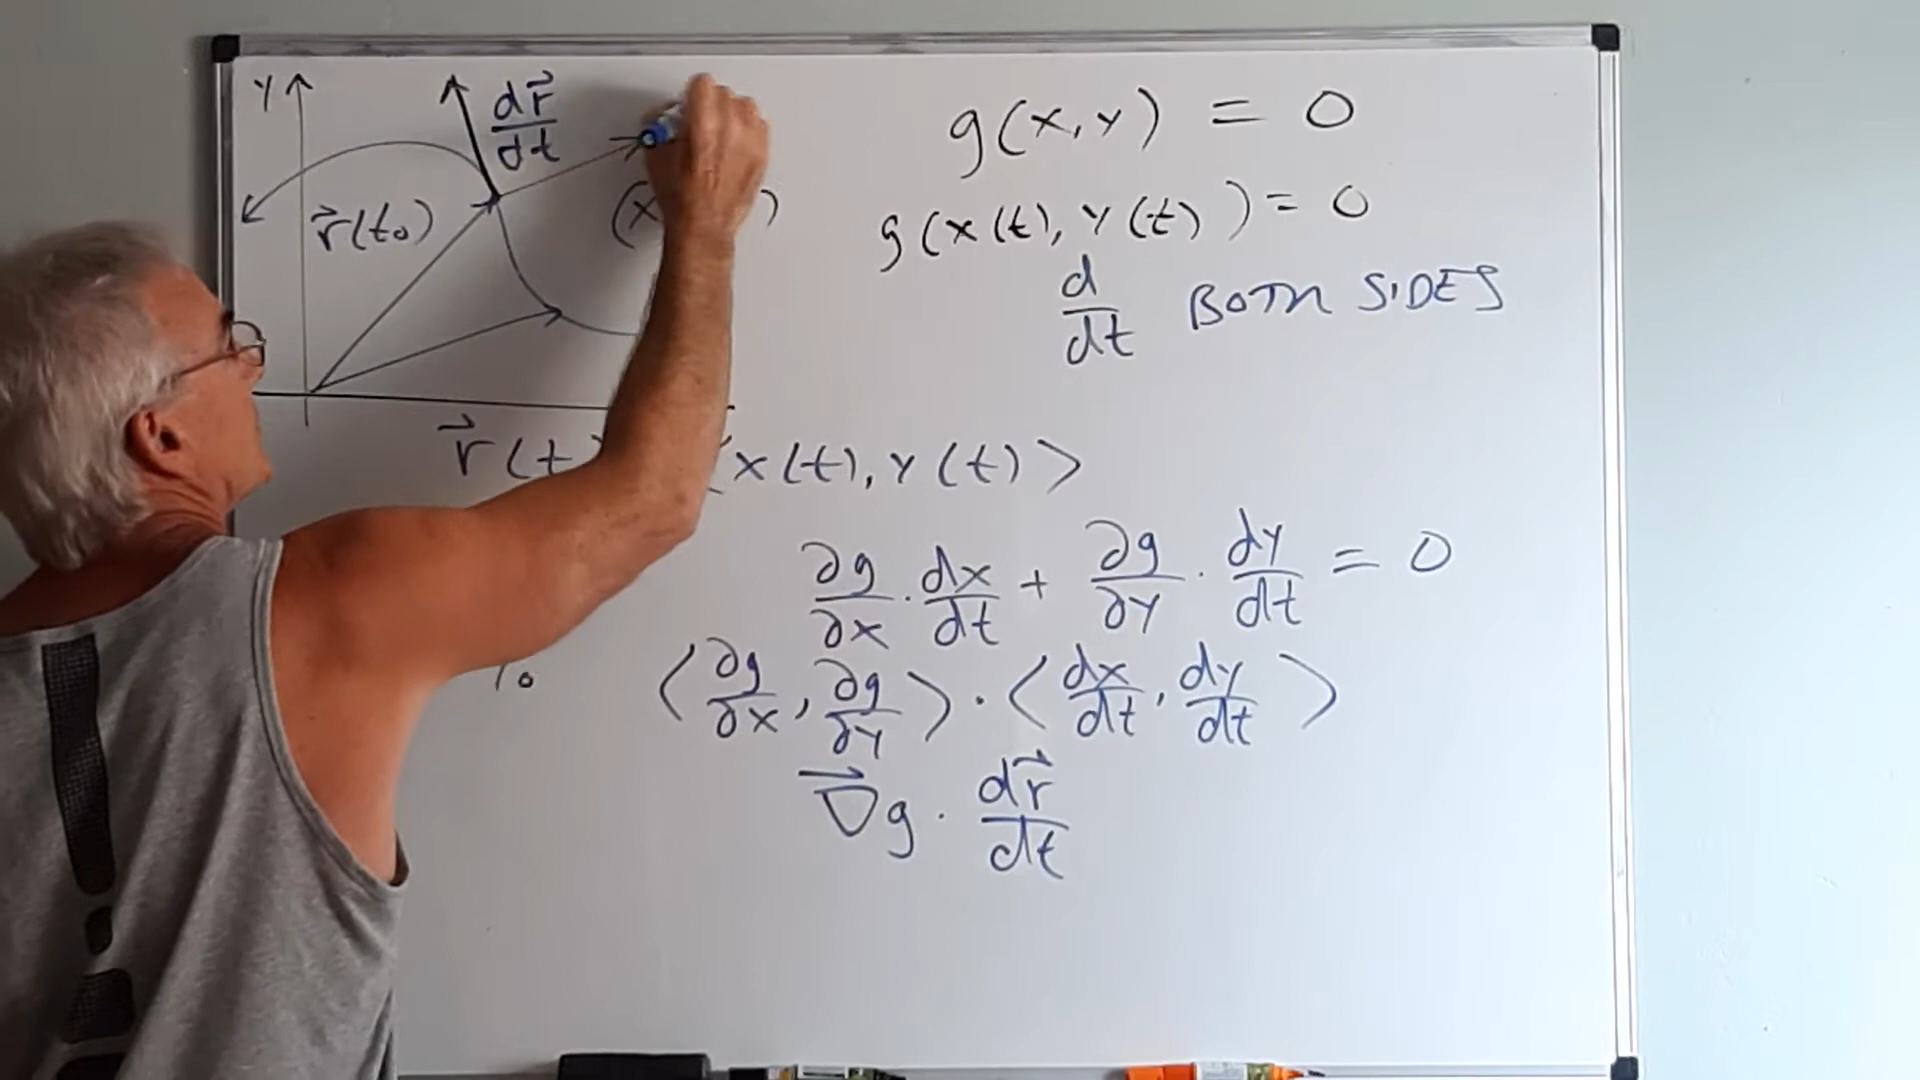 y
dr⃗/dt
r⃗(t₀)
(x
)
g(x,y) = 0
g(x(t), y(t)) = 0
d/dt BOTH SIDES
r⃗(t) ⟨x(t), y(t)⟩
∂g/∂x · dx/dt + ∂g/∂y · dy/dt = 0
⟨∂g/∂x, ∂g/∂y⟩ · ⟨dx/dt, dy/dt⟩
∇⃗g · dr⃗/dt